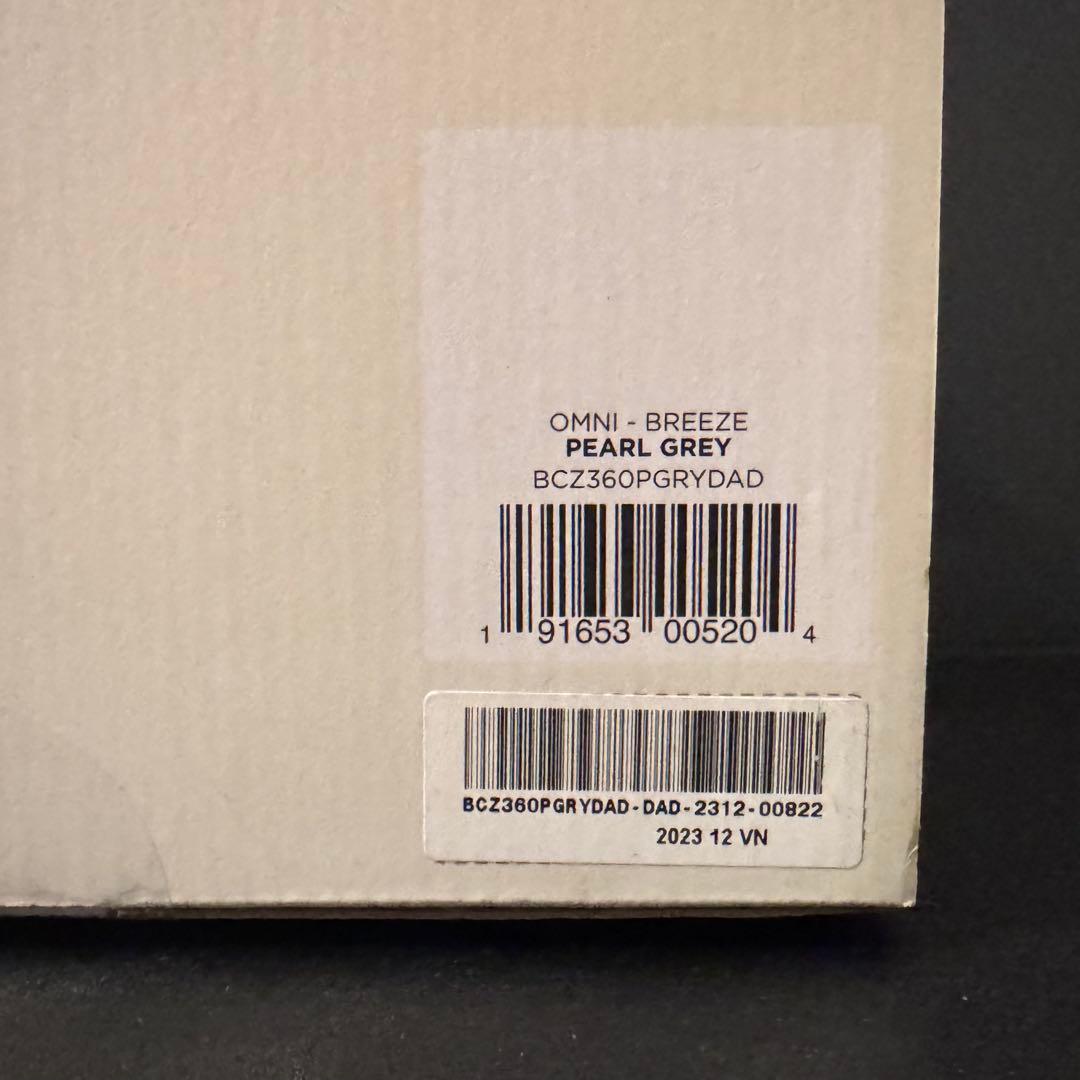 OMNI - BREEZE
PEARL GREY
BCZ360PGRYDAD
1 91653 00520 4
BCZ360PGRYDAD-DAD-2312-00822
2023 12 VN